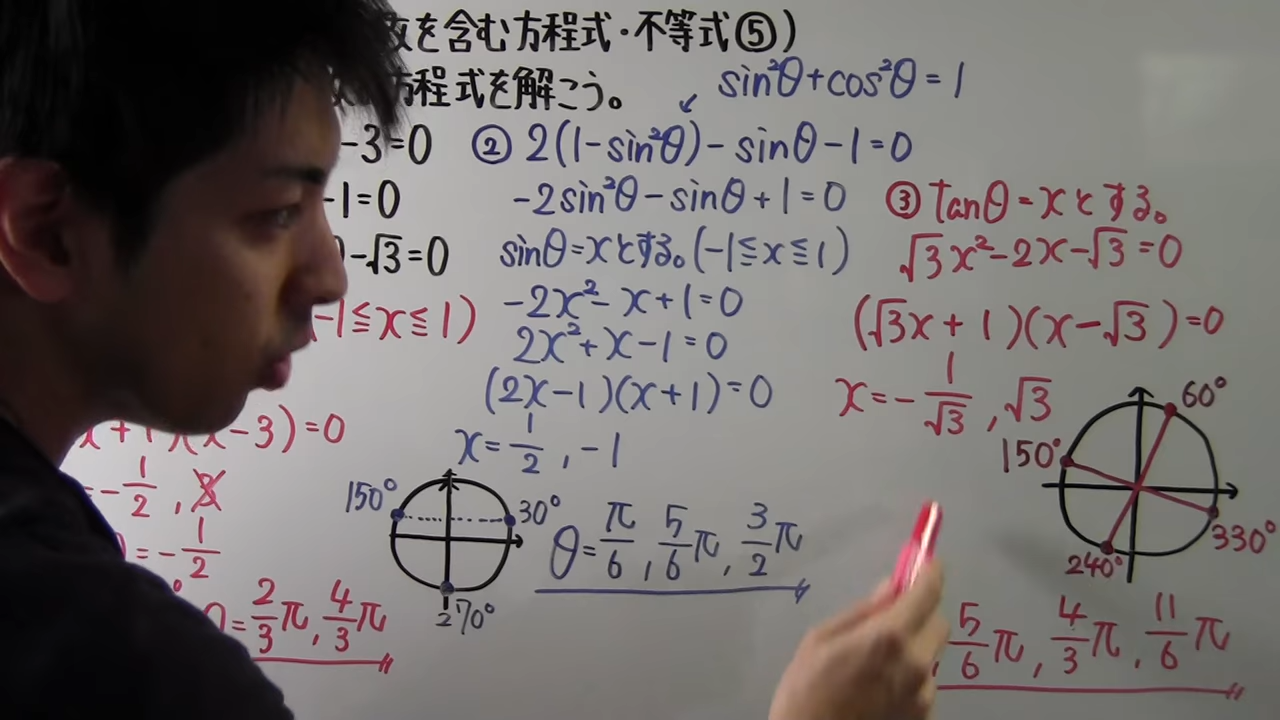 を含む方程式・不等式⑤)
方程式を解こう。
-3=0
-1=0
-√3=0
-1≦x≦1)
x-3)=0
=-1/2, 3
=-1/2
θ=2/3π, 4/3π
sin²θ+cos²θ=1
② 2(1-sin²θ)-sinθ-1=0
-2sin²θ-sinθ+1=0
sinθ=xとする。(-1≦x≦1)
-2x²-x+1=0
2x²+x-1=0
(2x-1)(x+1)=0
x=1/2, -1
150° 30°
270°
θ=π/6, 5/6π, 3/2π
③ tanθ=xとする。
√3x²-2x-√3=0
(√3x+1)(x-√3)=0
x=-1/√3, √3
60°
150°
330°
240°
, 5/6π, 4/3π, 11/6π